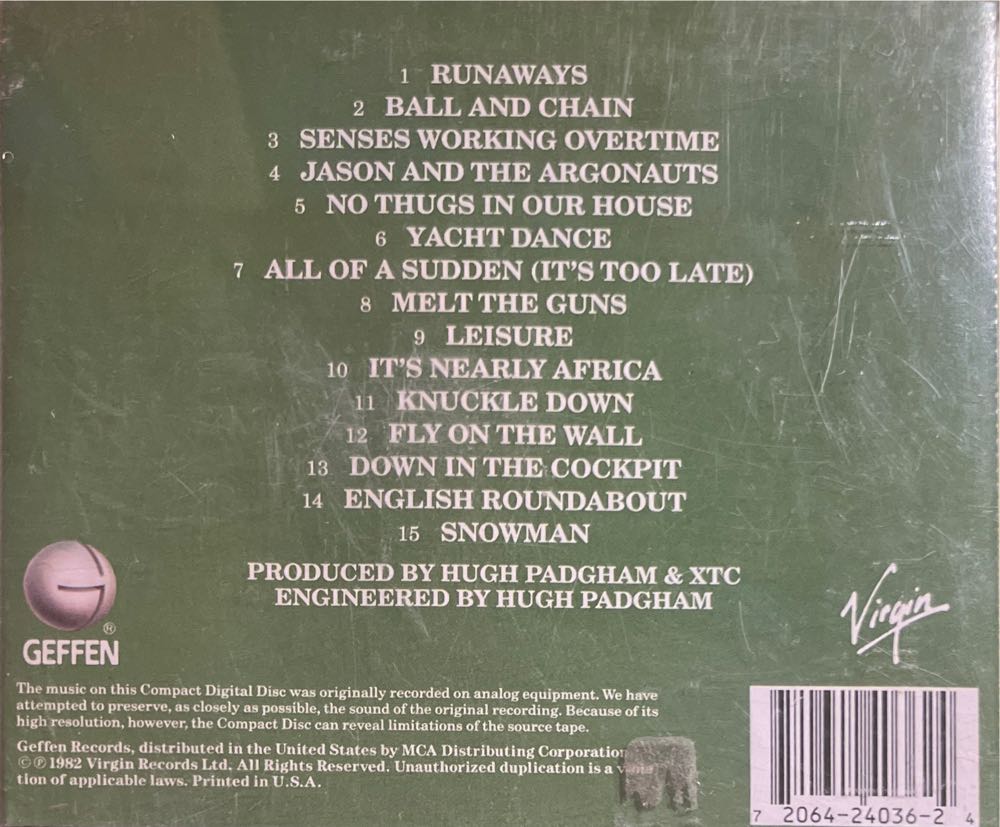 1 RUNAWAYS
2 BALL AND CHAIN
3 SENSES WORKING OVERTIME
4 JASON AND THE ARGONAUTS
5 NO THUGS IN OUR HOUSE
6 YACHT DANCE
7 ALL OF A SUDDEN (IT'S TOO LATE)
8 MELT THE GUNS
9 LEISURE
10 IT'S NEARLY AFRICA
11 KNUCKLE DOWN
12 FLY ON THE WALL
13 DOWN IN THE COCKPIT
14 ENGLISH ROUNDABOUT
15 SNOWMAN
PRODUCED BY HUGH PADGHAM & XTC
ENGINEERED BY HUGH PADGHAM
GEFFEN®
Virgin
The music on this Compact Digital Disc was originally recorded on analog equipment. We have
attempted to preserve, as closely as possible, the sound of the original recording. Because of its
high resolution, however, the Compact Disc can reveal limitations of the source tape.
Geffen Records, distributed in the United States by MCA Distributing Corporation
©℗1982 Virgin Records Ltd. All Rights Reserved. Unauthorized duplication is a
tion of applicable laws. Printed in U.S.A.
7 2064-24036-2 4